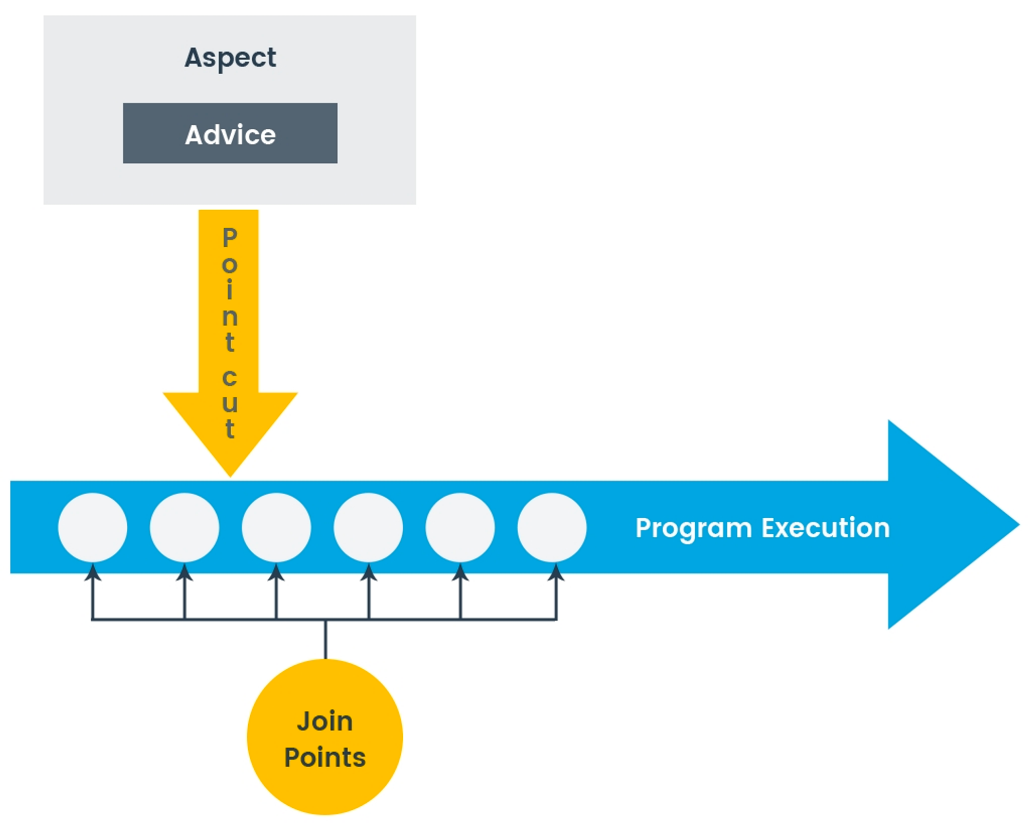 Aspect
Advice
Point cut
Program Execution
Join
Points